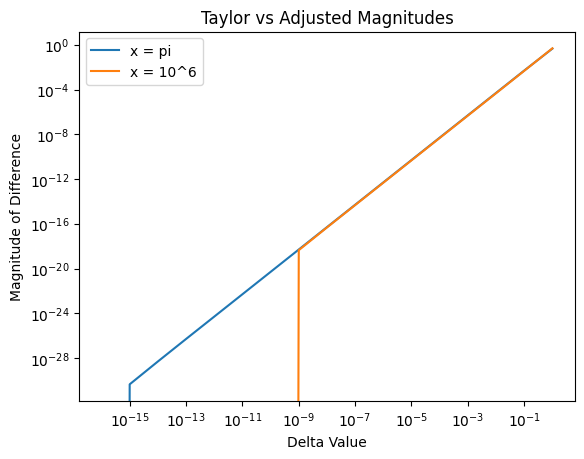 Taylor vs Adjusted Magnitudes
x = pi
x = 10^6
Magnitude of Difference
10⁰
10⁻⁴
10⁻⁸
10⁻¹²
10⁻¹⁶
10⁻²⁰
10⁻²⁴
10⁻²⁸
10⁻¹⁵ 10⁻¹³ 10⁻¹¹ 10⁻⁹ 10⁻⁷ 10⁻⁵ 10⁻³ 10⁻¹
Delta Value